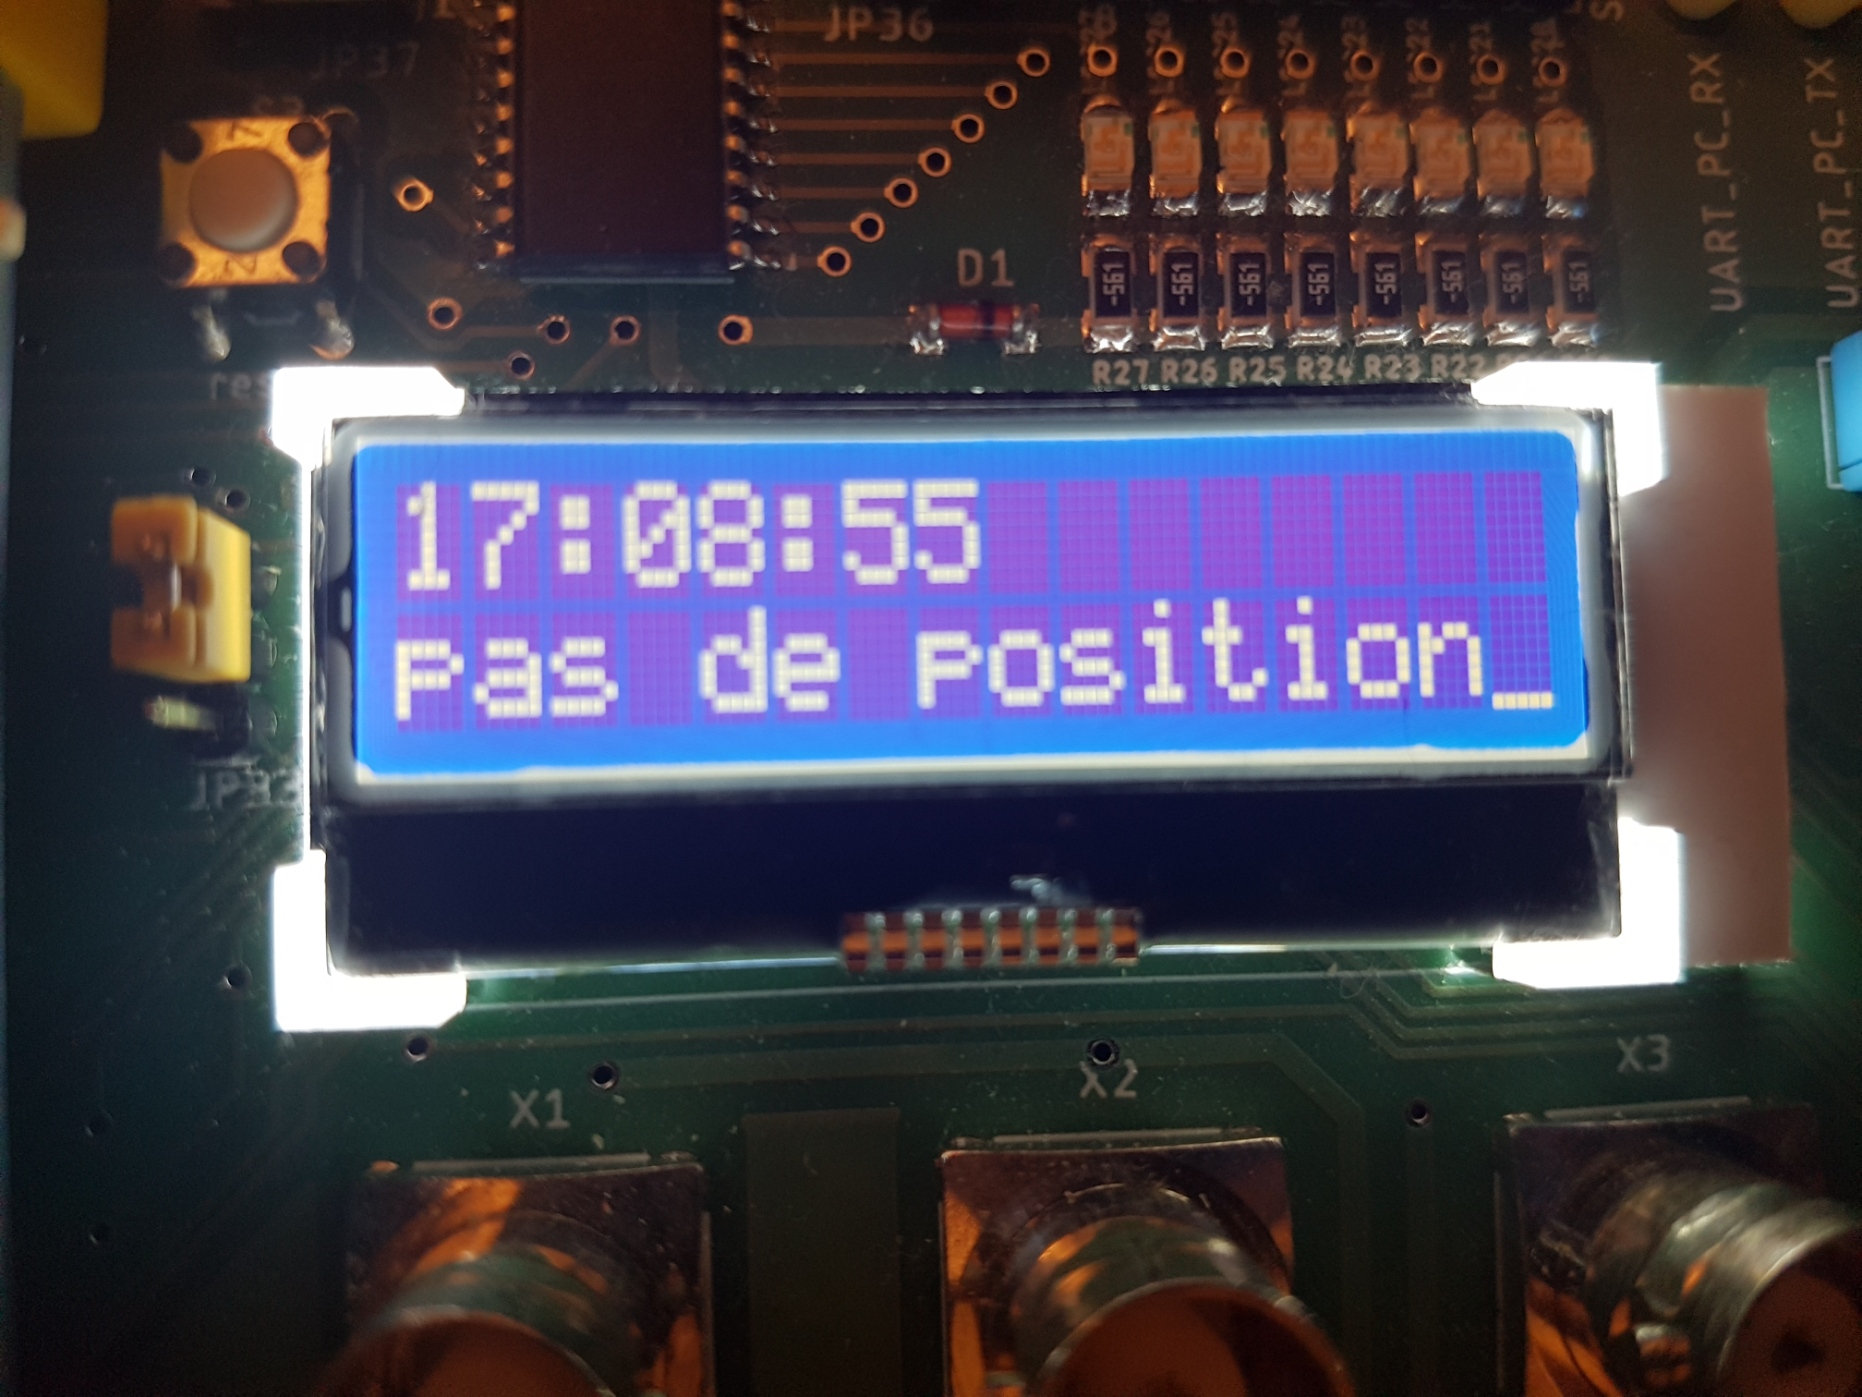 JP36
JP37
UART_PC_RX
UART_PC_TX
D1
-561 -561 -561 -561 -561 -561 -561 -561
R27 R26 R25 R24 R23 R22
17:08:55
pas de position_
X1
X2
X3